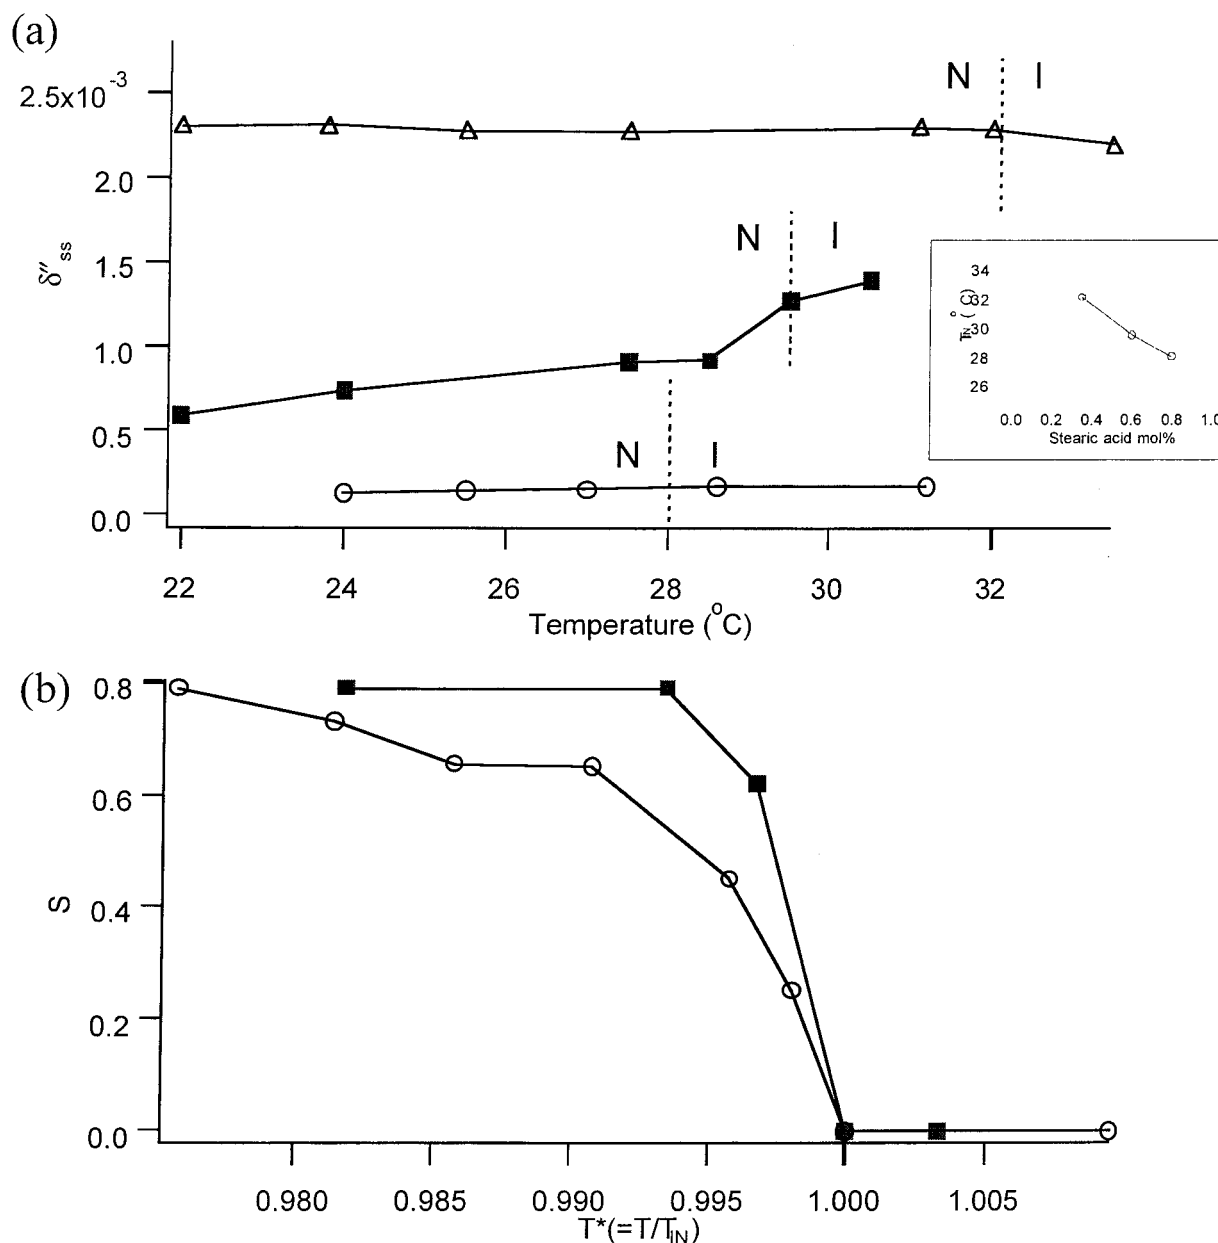 (a)
N I
2.5x10⁻³
2.0
N I
1.5
δ″ss
1.0
0.5
N I
0.0
22 24 26 28 30 32
Temperature (°C)
34
32
30
28
26
TIN (°C)
0.0 0.2 0.4 0.6 0.8 1.0
Stearic acid mol%
(b)
0.8
0.6
S
0.4
0.2
0.0
0.980 0.985 0.990 0.995 1.000 1.005
T*(=T/TIN)